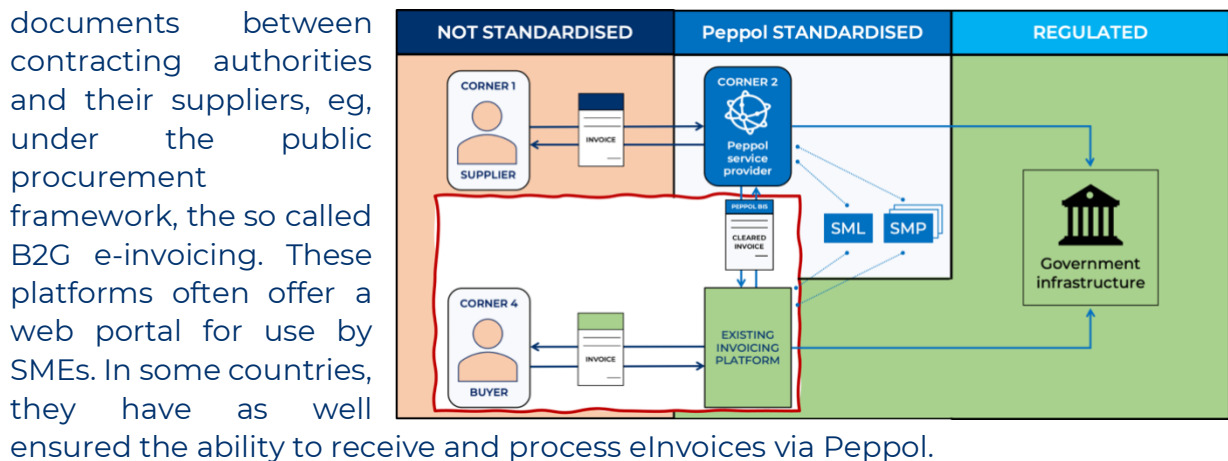 documents between
contracting authorities
and their suppliers, eg,
under the public
procurement
framework, the so called
B2G e-invoicing. These
platforms often offer a
web portal for use by
SMEs. In some countries,
they have as well
ensured the ability to receive and process eInvoices via Peppol.
NOT STANDARDISED
Peppol STANDARDISED
REGULATED
CORNER 1
SUPPLIER
INVOICE
CORNER 2
Peppol
service
provider
PEPPOL BIS
CLEARED
INVOICE
SML
SMP
Government
infrastructure
CORNER 4
BUYER
INVOICE
EXISTING
INVOICING
PLATFORM